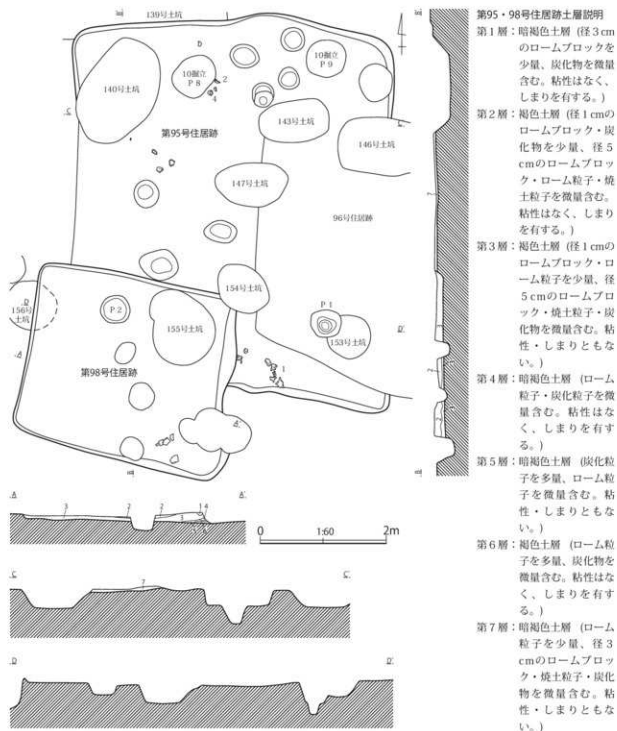 139号土坑
140号土坑
10掘立
P8
2
4
10掘立
P9
D
C
第95号住居跡
143号土坑
146号土坑
147号土坑
96号住居跡
154号土坑
156号土坑
P2
155号土坑
P1
153号土坑
第98号住居跡
1
A
A'
3
2
2
1
4
0
1:60
2m
C
C'
7
D
D'
第95・98号住居跡土層説明
第1層：暗褐色土層 (径3cm
のロームブロックを
少量、炭化物を微量
含む。粘性はなく、
しまりを有する。)
第2層：褐色土層 (径1cmの
ロームブロック・炭
化物を少量、径5
cmのロームブロッ
ク・ローム粒子・焼
土粒子を微量含む。
粘性はなく、しまり
を有する。)
第3層：褐色土層 (径1cmの
ロームブロック・ロ
ーム粒子を少量、径
5cmのロームブロ
ック・焼土粒子・炭
化物を微量含む。粘
性・しまりともな
い。)
第4層：暗褐色土層 (ローム
粒子・炭化粒子を微
量含む。粘性はな
く、しまりを有す
る。)
第5層：暗褐色土層 (炭化粒
子を多量、ローム粒
子を微量含む。粘
性・しまりともな
い。)
第6層：褐色土層 (ローム粒
子を多量、炭化物を
微量含む。粘性はな
く、しまりを有す
る。)
第7層：暗褐色土層 (ローム
粒子を少量、径3
cmのロームブロッ
ク・焼土粒子・炭化
物を微量含む。粘
性・しまりともな
い。)